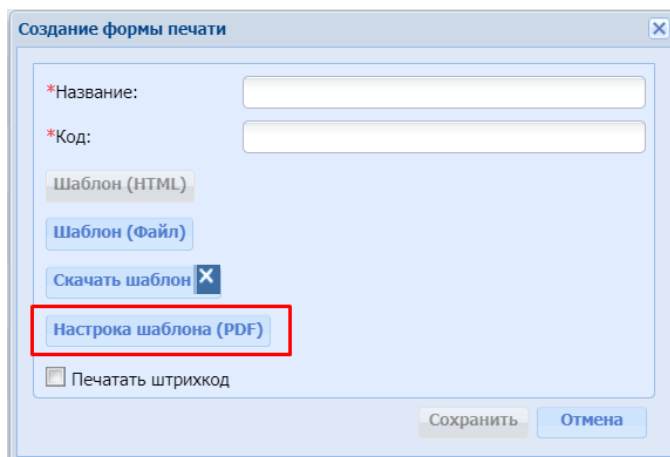 Создание формы печати
*Название:
*Код:
Шаблон (HTML)
Шаблон (Файл)
Скачать шаблон
Настрока шаблона (PDF)
Печатать штрихкод
Сохранить Отмена